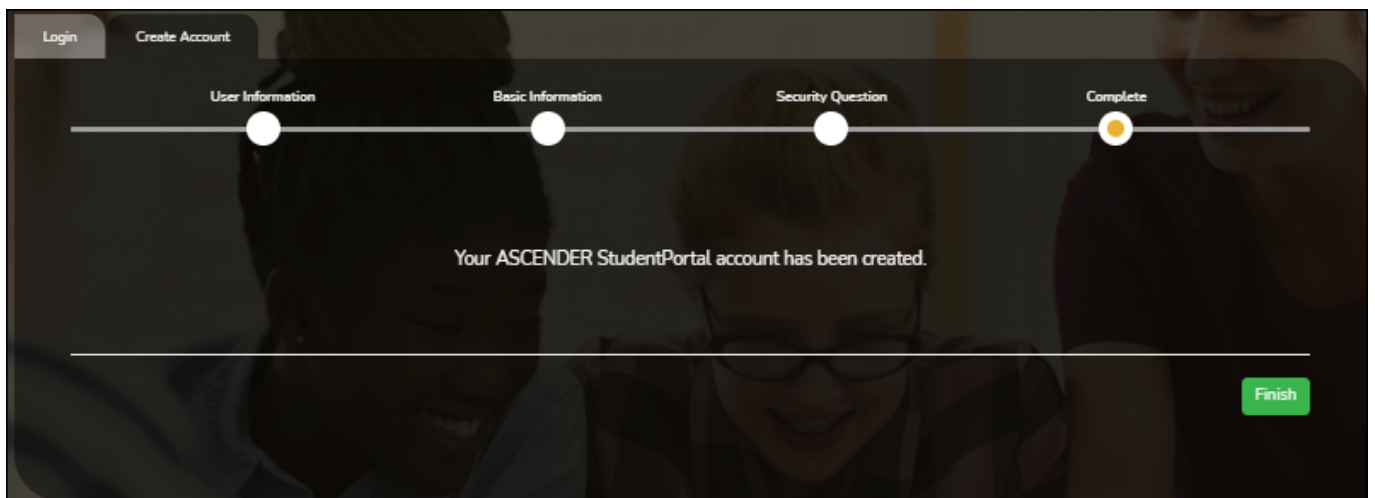 Login Create Account
User Information Basic Information Security Question Complete
Your ASCENDER StudentPortal account has been created.
Finish